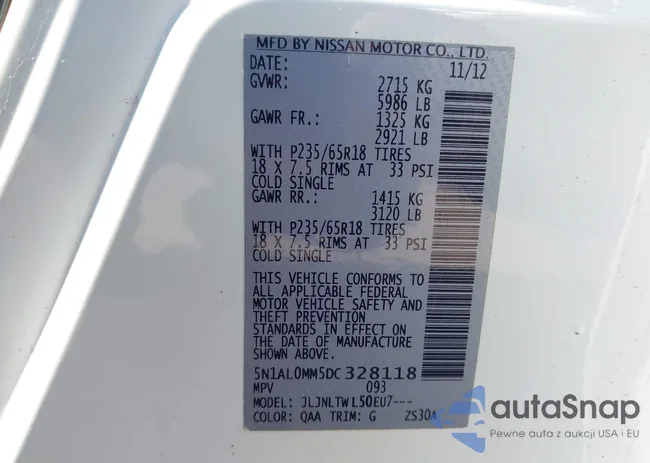 MFD BY NISSAN MOTOR CO., LTD.
DATE: 11/12
GVWR: 2715 KG
5986 LB
GAWR FR.: 1325 KG
2921 LB
WITH P235/65R18 TIRES
18 X 7.5 RIMS AT 33 PSI
COLD SINGLE
GAWR RR.: 1415 KG
3120 LB
WITH P235/65R18 TIRES
18 X 7.5 RIMS AT 33 PSI
COLD SINGLE
THIS VEHICLE CONFORMS TO
ALL APPLICABLE FEDERAL
MOTOR VEHICLE SAFETY AND
THEFT PREVENTION
STANDARDS IN EFFECT ON
THE DATE OF MANUFACTURE
SHOWN ABOVE.
5N1AL0MM5DC328118
MPV 093
MODEL: JLJNLTWL50EU7---
COLOR: QAA TRIM: G ZS30A
autoSnap
Pewne auta z aukcji USA i EU